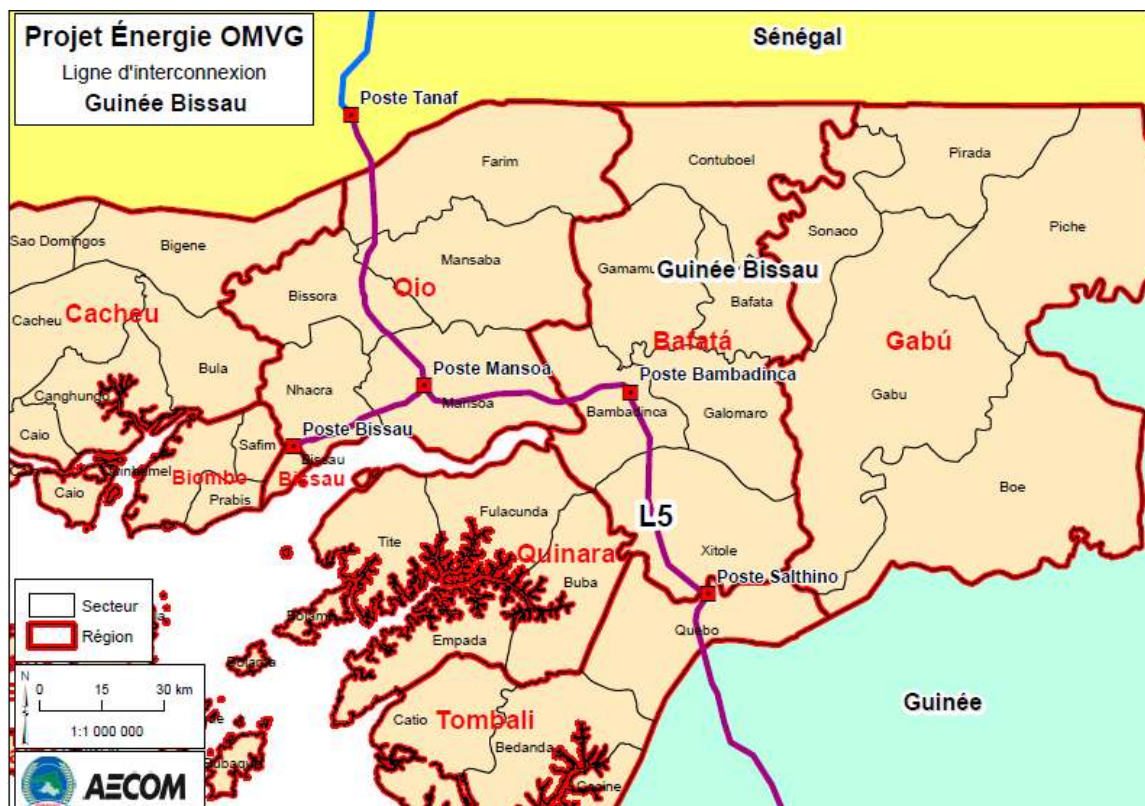 Projet Énergie OMVG
Ligne d'interconnexion
Guinée Bissau
Sénégal
Poste Tanaf
Farim
Contuboel
Pirada
Piche
Sao Domingos
Bigene
Sonaco
Mansaba
Gamamu
Guinée Bissau
Bissora
Oio
Bafata
Cacheu
Cacheu
Bafatá
Gabú
Bula
Poste Mansoa
Poste Bambadinca
Nhacra
Canghungo
Mansoa
Bambadinca
Galomaro
Gabu
Caio
Poste Bissau
Safim
Bissau
Biombo
Bissau
Caio
Prabis
Boe
Fulacunda
L5
Tite
Quinara
Xitole
Buba
Poste Salthino
Secteur
Région
Bolama
Empada
Quebo
Bolama
N
0 15 30 km
1:1 000 000
Guinée
Catio
Tombali
Bedanda
AECOM